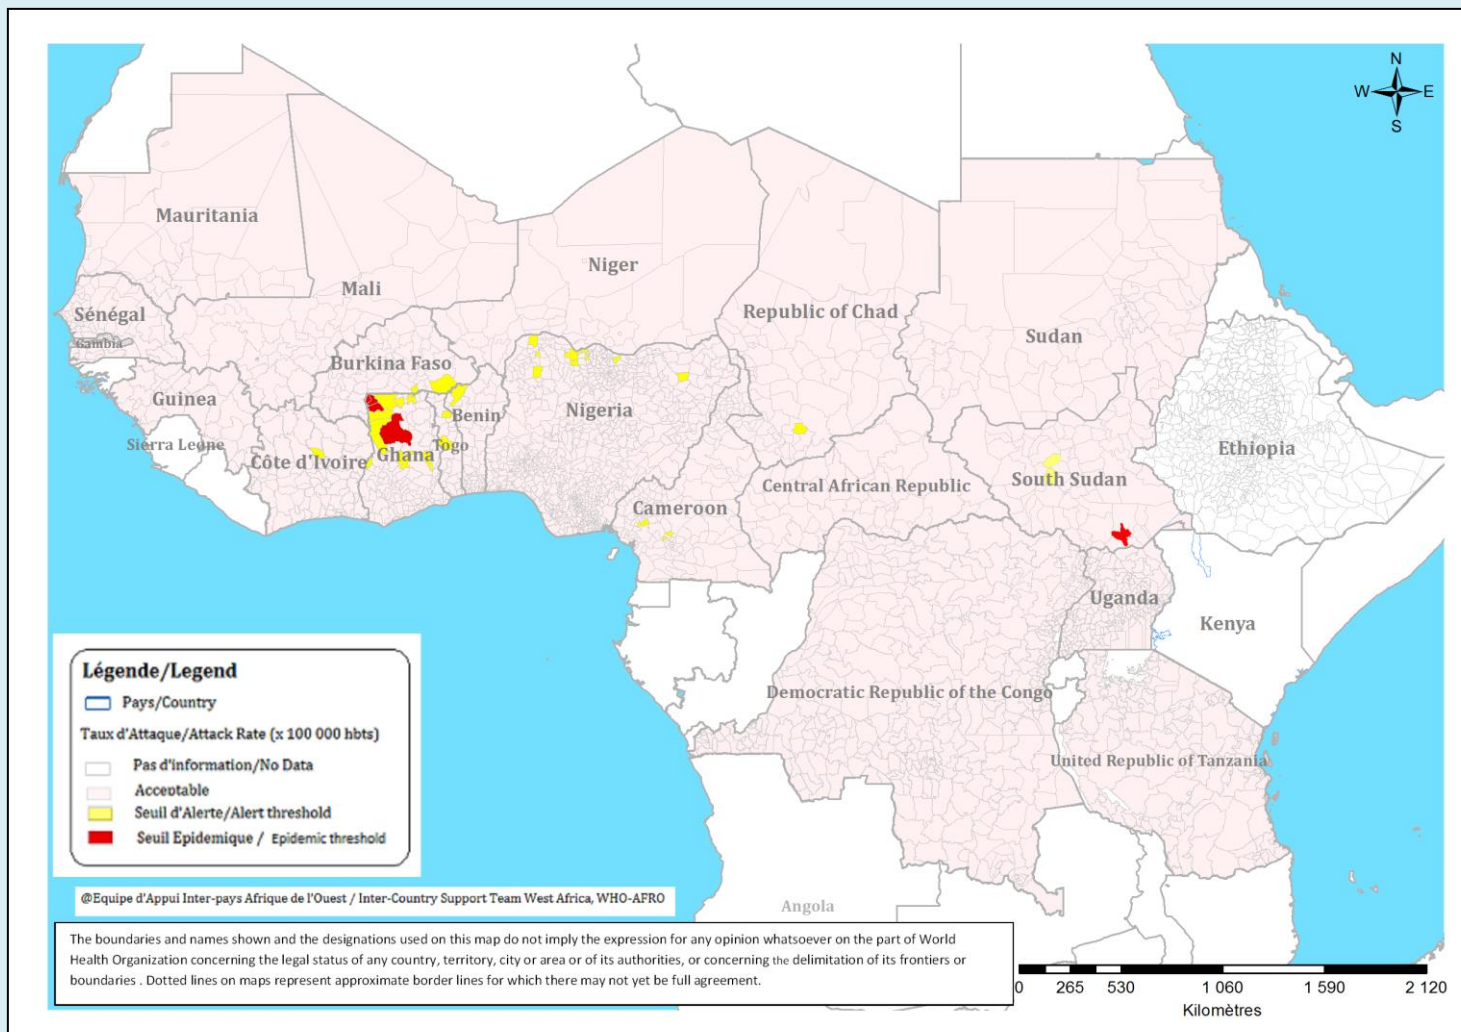 N
W E
S
Mauritania
Mali
Niger
Republic of Chad
Sudan
Sénégal
Gambia
Burkina Faso
Guinea
Benin
Nigeria
Sierra Leone
Côte d'Ivoire
Ghana
Togo
Ethiopia
South Sudan
Central African Republic
Cameroon
Uganda
Kenya
Democratic Republic of the Congo
United Republic of Tanzania
Angola
Légende/Legend
Pays/Country
Taux d'Attaque/Attack Rate (x 100 000 hbts)
Pas d'information/No Data
Acceptable
Seuil d'Alerte/Alert threshold
Seuil Epidemique / Epidemic threshold
@Equipe d'Appui Inter-pays Afrique de l'Ouest / Inter-Country Support Team West Africa, WHO-AFRO
The boundaries and names shown and the designations used on this map do not imply the expression for any opinion whatsoever on the part of World
Health Organization concerning the legal status of any country, territory, city or area or of its authorities, or concerning the delimitation of its frontiers or
boundaries . Dotted lines on maps represent approximate border lines for which there may not yet be full agreement.
0 265 530 1 060 1 590 2 120
Kilomètres